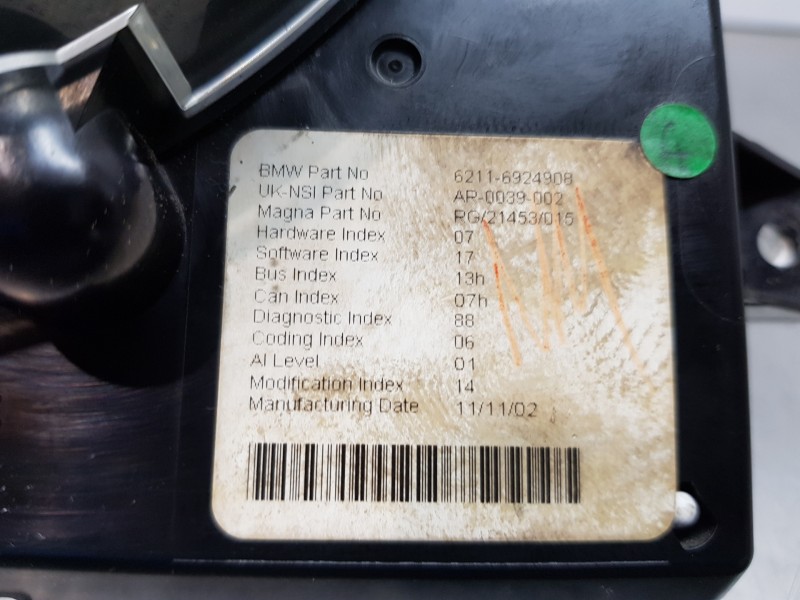 BMW Part No 6211-6924908
UK-NSI Part No AR-0039-002
Magna Part No RG/21453/015
Hardware Index 07
Software Index 17
Bus Index 13h
Can Index 07h
Diagnostic Index 88
Coding Index 06
AI Level 01
Modification Index 14
Manufacturing Date 11/11/02